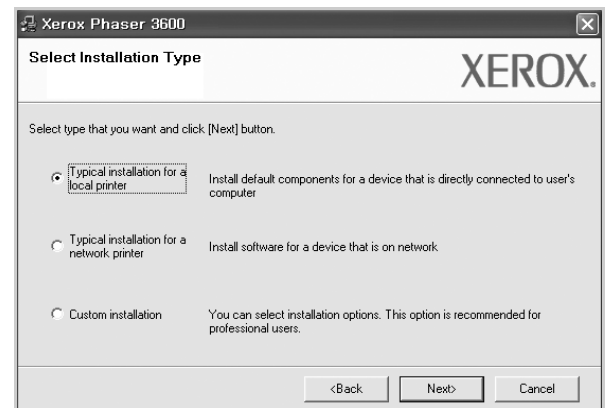 Xerox Phaser 3600
Select Installation Type
XEROX.
Select type that you want and click [Next] button.
Typical installation for a
local printer
Install default components for a device that is directly connected to user's
computer
Typical installation for a
network printer
Install software for a device that is on network
Custom installation
You can select installation options. This option is recommended for
professional users.
<Back
Next>
Cancel